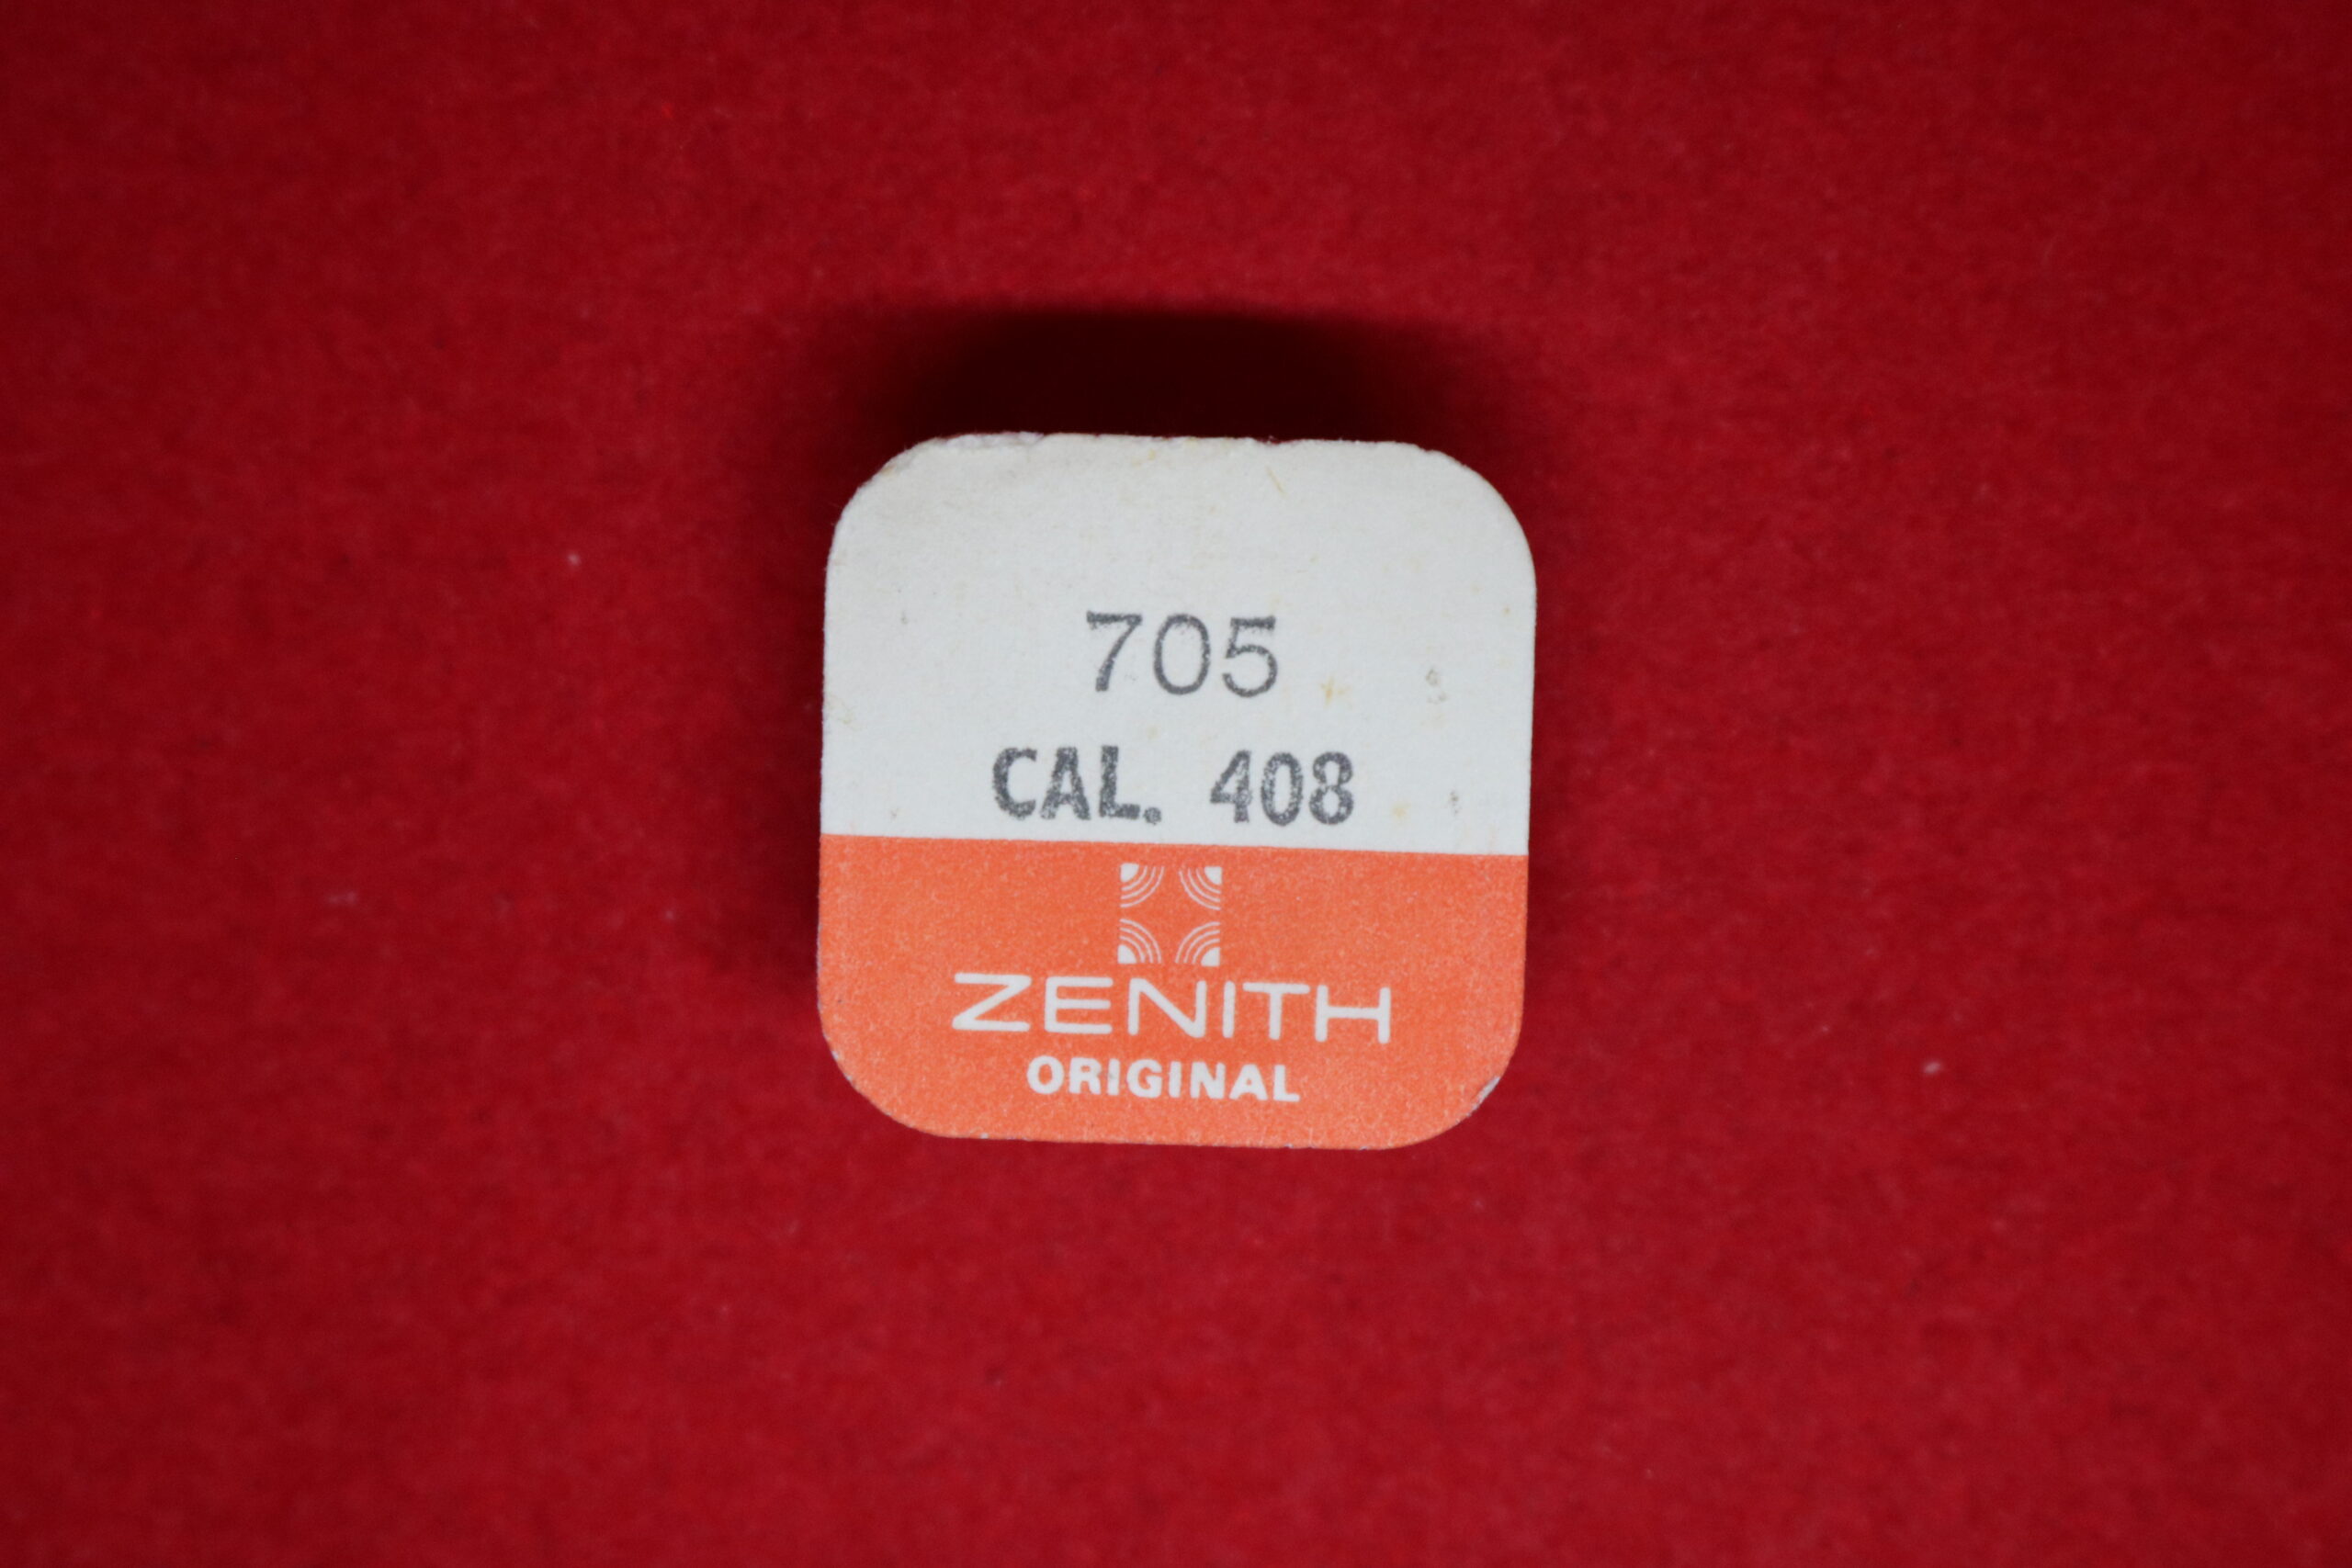 705
CAL. 408
ZENITH
ORIGINAL